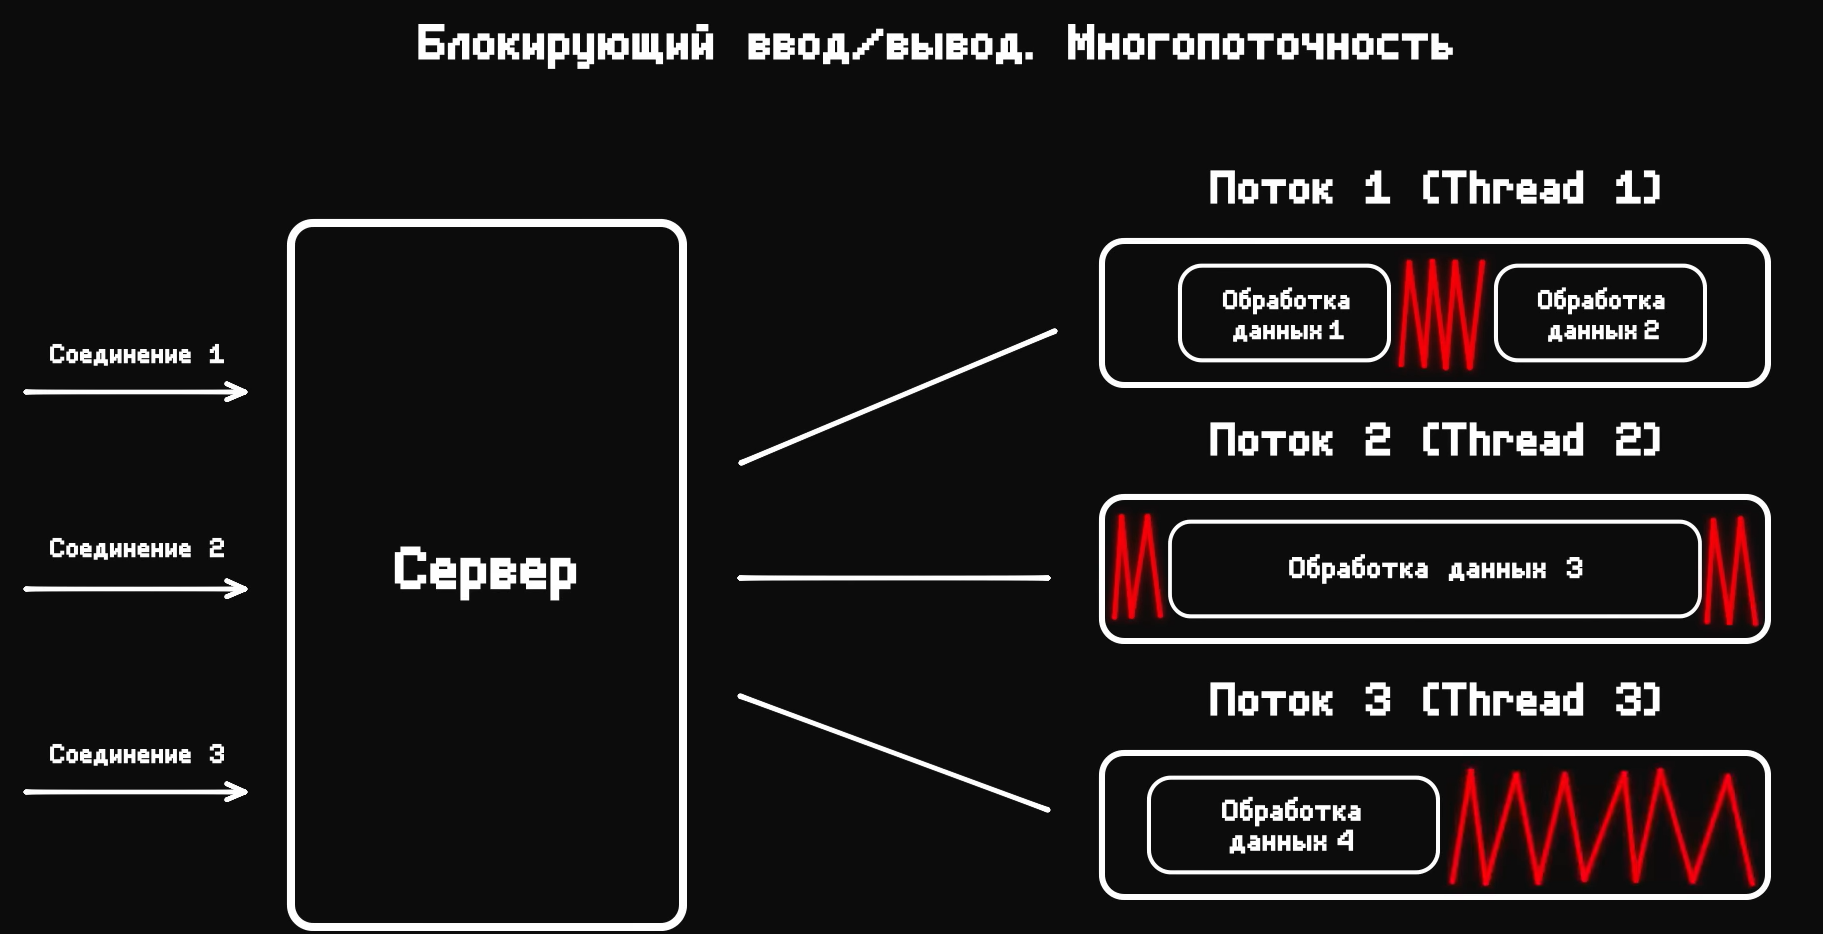 Блокирующий ввод/вывод. Многопоточность
Соединение 1
Соединение 2
Соединение 3
Сервер
Поток 1 (Thread 1)
Обработка
данных 1
Обработка
данных 2
Поток 2 (Thread 2)
Обработка данных 3
Поток 3 (Thread 3)
Обработка
данных 4